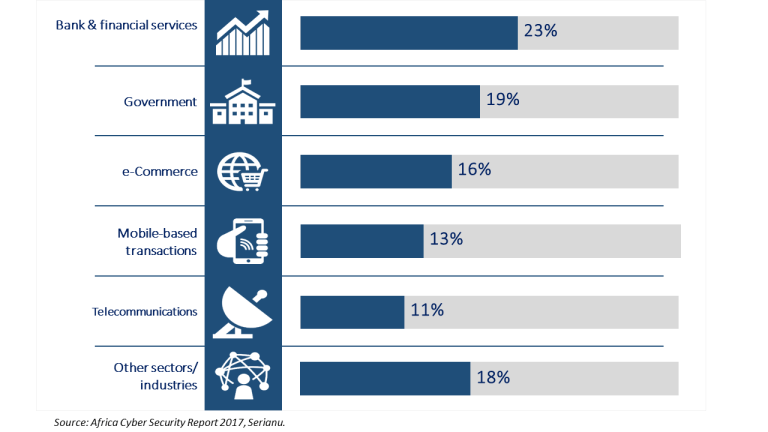 Bank & financial services
23%
Government
19%
e-Commerce
16%
Mobile-based
transactions
13%
Telecommunications
11%
Other sectors/
industries
18%
Source: Africa Cyber Security Report 2017, Serianu.